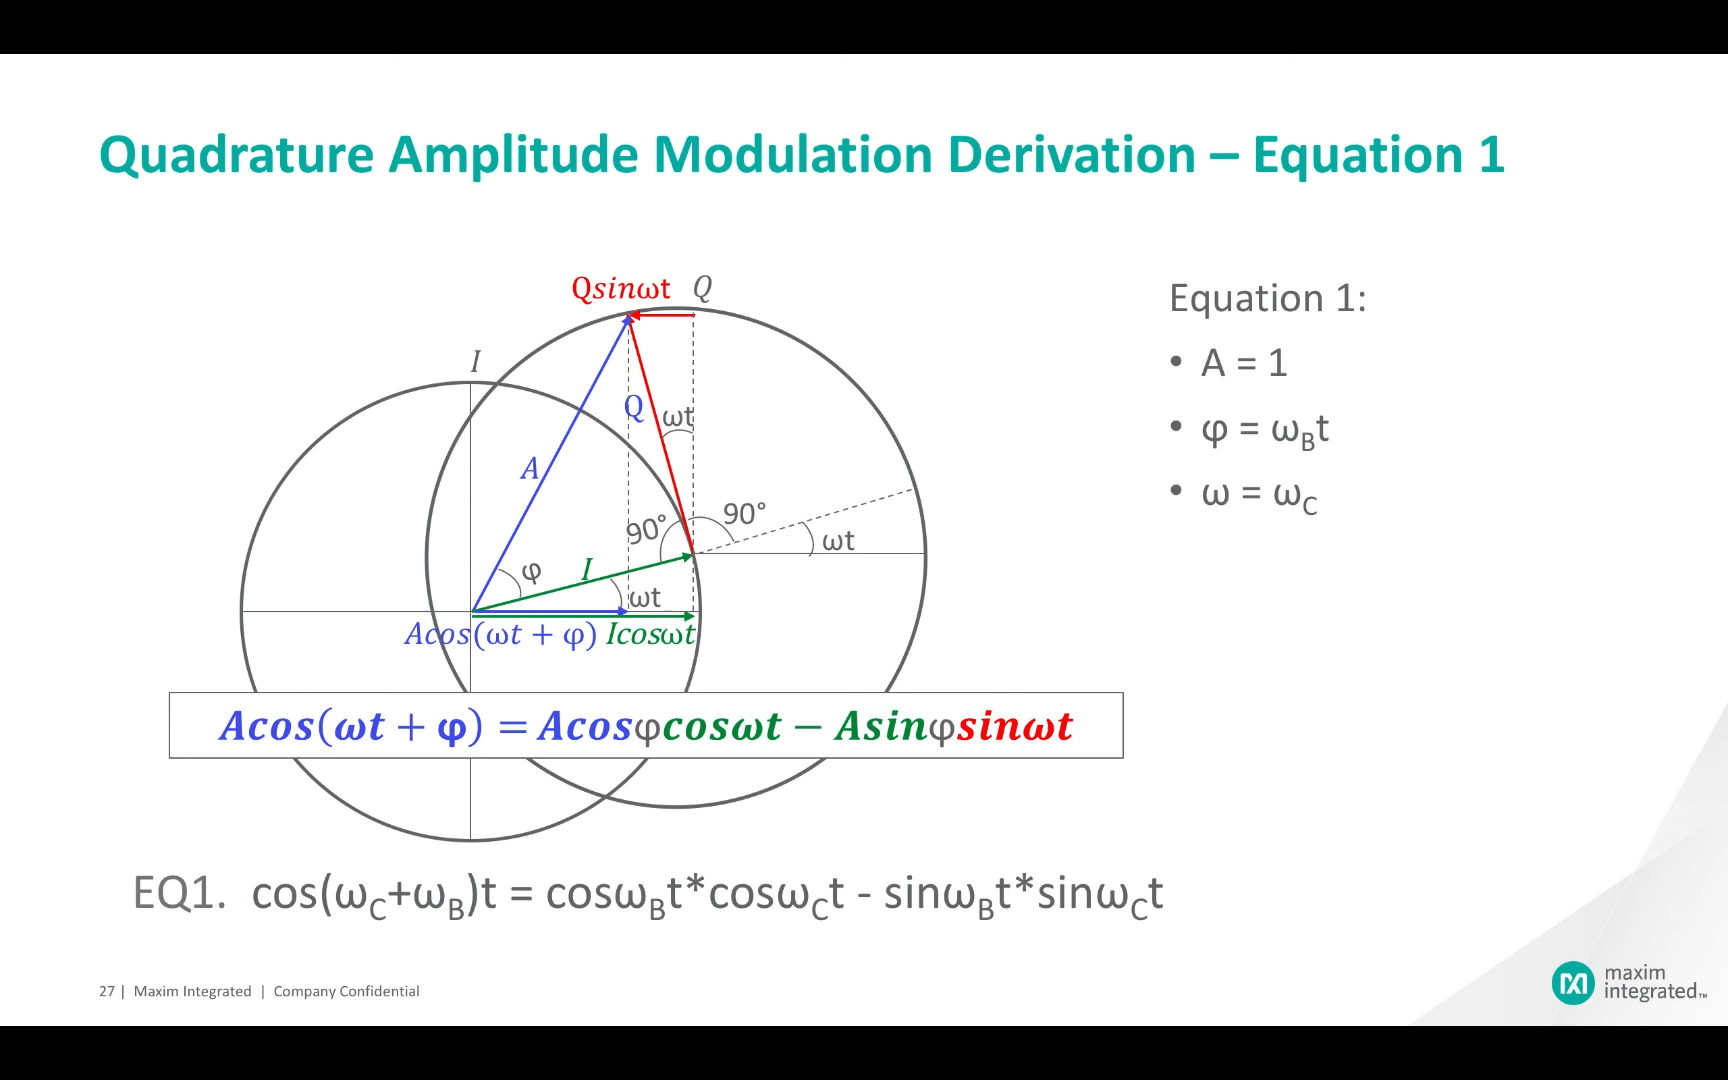 Quadrature Amplitude Modulation Derivation – Equation 1
Qsinωt Q
I
Q
ωt
A
90°
90°
ωt
φ
I
ωt
Acos(ωt + φ) Icosωt
Acos(ωt + φ) = Acosφcosωt − Asinφsinωt
Equation 1:
• A = 1
• φ = ω_Bt
• ω = ω_C
EQ1. cos(ω_C+ω_B)t = cosω_Bt*cosω_Ct - sinω_Bt*sinω_Ct
27 | Maxim Integrated | Company Confidential
maxim
integrated™